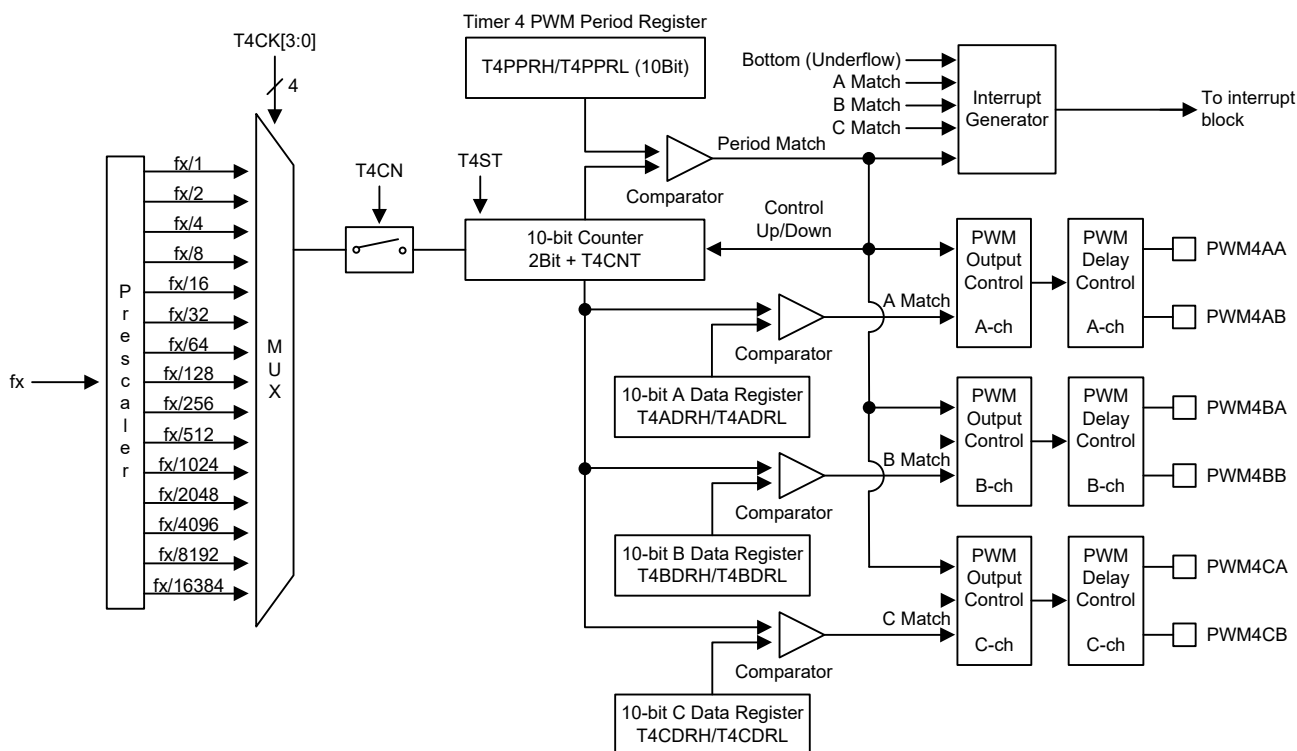 Timer 4 PWM Period Register
T4CK[3:0]
T4PPRH/T4PPRL (10Bit)
4
Bottom (Underflow)
A Match
B Match
C Match
Interrupt
Generator
To interrupt
block
Period Match
Comparator
fx/1
fx/2
fx/4
fx/8
fx/16
fx/32
fx/64
fx/128
fx/256
fx/512
fx/1024
fx/2048
fx/4096
fx/8192
fx/16384
fx
Prescaler
MUX
T4CN
T4ST
10-bit Counter
2Bit + T4CNT
Control
Up/Down
PWM
Output
Control
A-ch
PWM
Delay
Control
A-ch
PWM4AA
PWM4AB
A Match
Comparator
10-bit A Data Register
T4ADRH/T4ADRL
PWM
Output
Control
B-ch
PWM
Delay
Control
B-ch
PWM4BA
PWM4BB
B Match
Comparator
10-bit B Data Register
T4BDRH/T4BDRL
PWM
Output
Control
C-ch
PWM
Delay
Control
C-ch
PWM4CA
PWM4CB
C Match
Comparator
10-bit C Data Register
T4CDRH/T4CDRL